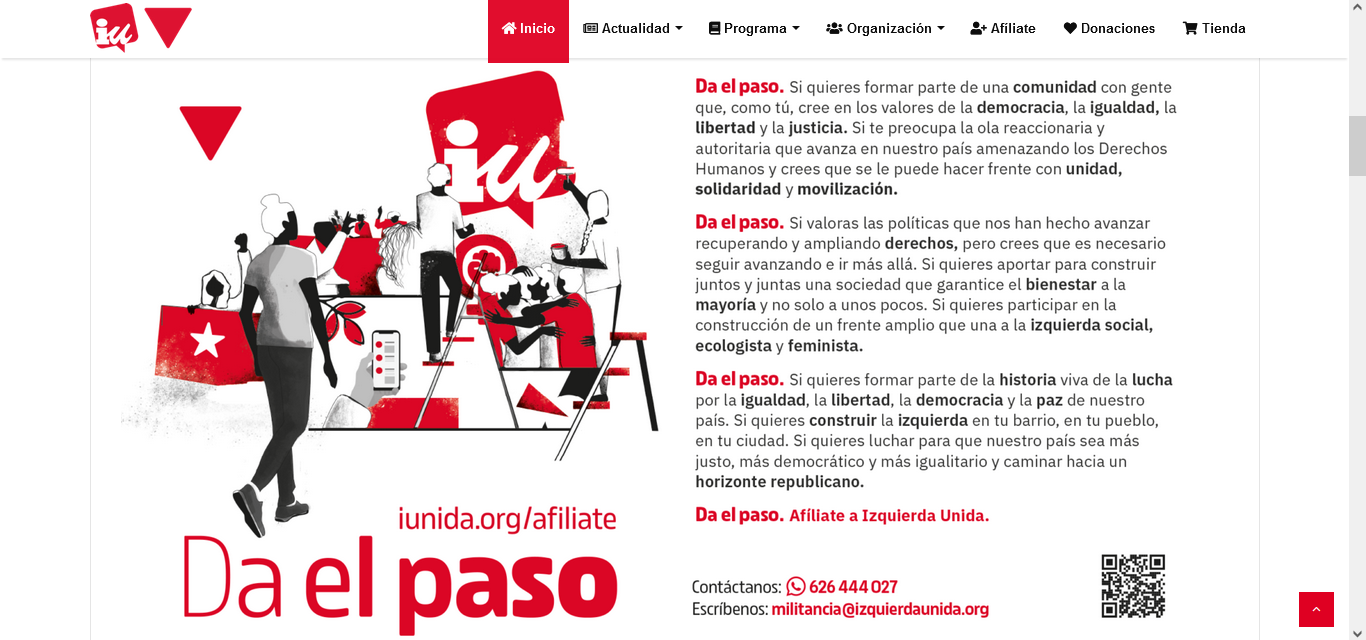 iu
Inicio
Actualidad
Programa
Organización
Afíliate
Donaciones
Tienda
iu
Da el paso. Si quieres formar parte de una comunidad con gente
que, como tú, cree en los valores de la democracia, la igualdad, la
libertad y la justicia. Si te preocupa la ola reaccionaria y
autoritaria que avanza en nuestro país amenazando los Derechos
Humanos y crees que se le puede hacer frente con unidad,
solidaridad y movilización.
Da el paso. Si valoras las políticas que nos han hecho avanzar
recuperando y ampliando derechos, pero crees que es necesario
seguir avanzando e ir más allá. Si quieres aportar para construir
juntos y juntas una sociedad que garantice el bienestar a la
mayoría y no solo a unos pocos. Si quieres participar en la
construcción de un frente amplio que una a la izquierda social,
ecologista y feminista.
Da el paso. Si quieres formar parte de la historia viva de la lucha
por la igualdad, la libertad, la democracia y la paz de nuestro
país. Si quieres construir la izquierda en tu barrio, en tu pueblo,
en tu ciudad. Si quieres luchar para que nuestro país sea más
justo, más democrático y más igualitario y caminar hacia un
horizonte republicano.
Da el paso. Afíliate a Izquierda Unida.
iunida.org/afiliate
Da el paso
Contáctanos: 626 444 027
Escríbenos: militancia@izquierdaunida.org